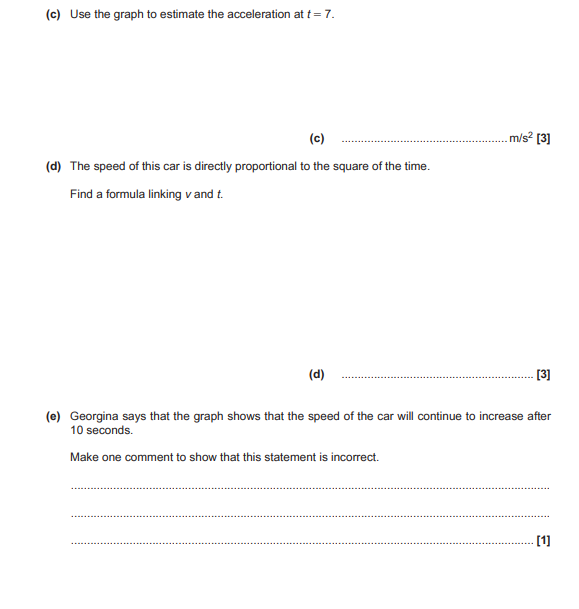 (c) Use the graph to estimate the acceleration at t = 7.
(c) ................................................... m/s² [3]
(d) The speed of this car is directly proportional to the square of the time.
Find a formula linking v and t.
(d) ........................................................... [3]
(e) Georgina says that the graph shows that the speed of the car will continue to increase after
10 seconds.
Make one comment to show that this statement is incorrect.
...................................................................................................................................................
...................................................................................................................................................
.............................................................................................................................................. [1]